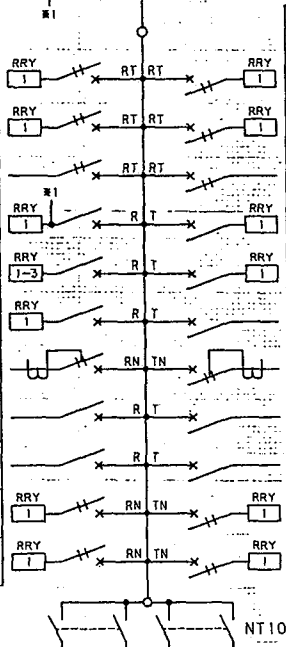 ※1
RRY RRY
1 RT RT 1
RRY RRY
1 RT RT 1
RT RT
※1
RRY RRY
1 R T 1
RRY RRY
1-3 R T 1
RRY
1 R T
RN TN
R T
R T
RRY RRY
1 RN TN 1
RRY RRY
1 RN TN 1
NT10